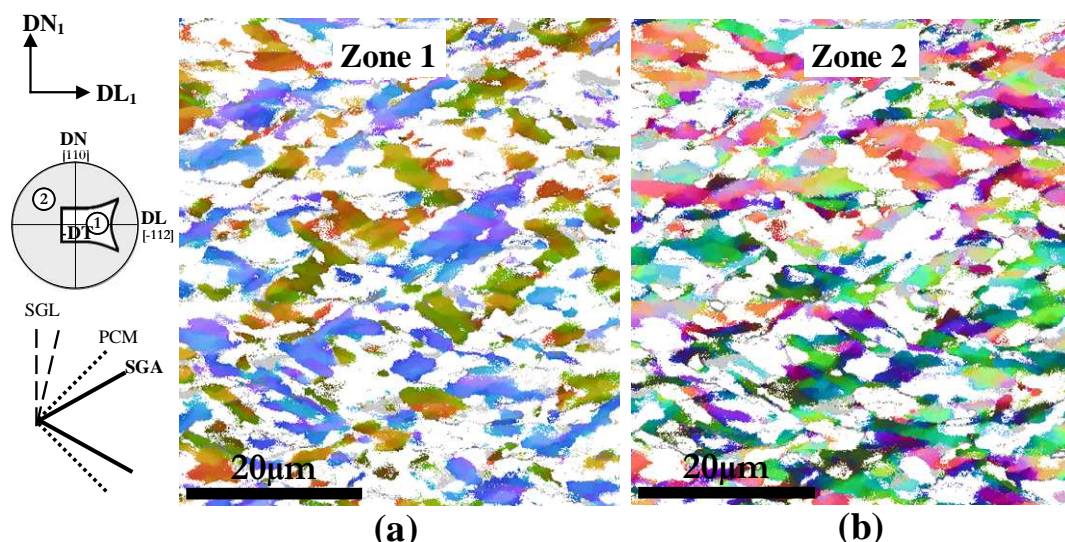 DN1
DL1
DN
[110]
②
①
DT
DL
[-112]
SGL
PCM
SGA
Zone 1
20µm
(a)
Zone 2
20µm
(b)